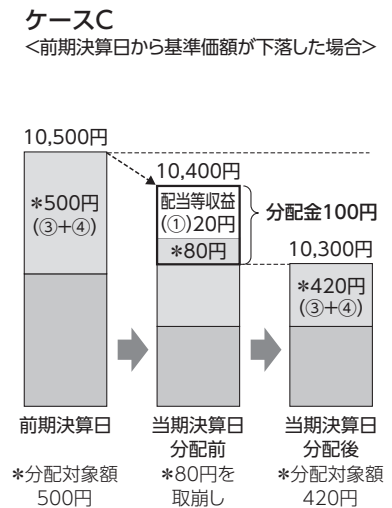 ケースC
<前期決算日から基準価額が下落した場合>
10,500円
10,400円
*500円
(③+④)
配当等収益
(①)20円
*80円
分配金100円
10,300円
*420円
(③+④)
前期決算日
当期決算日
分配前
当期決算日
分配後
*分配対象額
500円
*80円を
取崩し
*分配対象額
420円